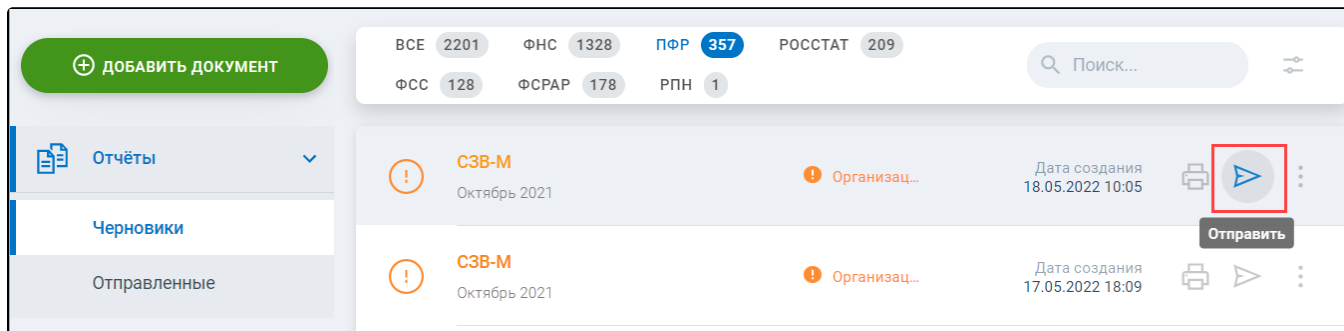 ДОБАВИТЬ ДОКУМЕНТ
ВСЕ 2201 ФНС 1328 ПФР 357 РОССТАТ 209
ФСС 128 ФСРАР 178 РПН 1
Поиск...
Отчёты
Черновики
Отправленные
СЗВ-М
Октябрь 2021
Организац...
Дата создания
18.05.2022 10:05
Отправить
СЗВ-М
Октябрь 2021
Организац...
Дата создания
17.05.2022 18:09